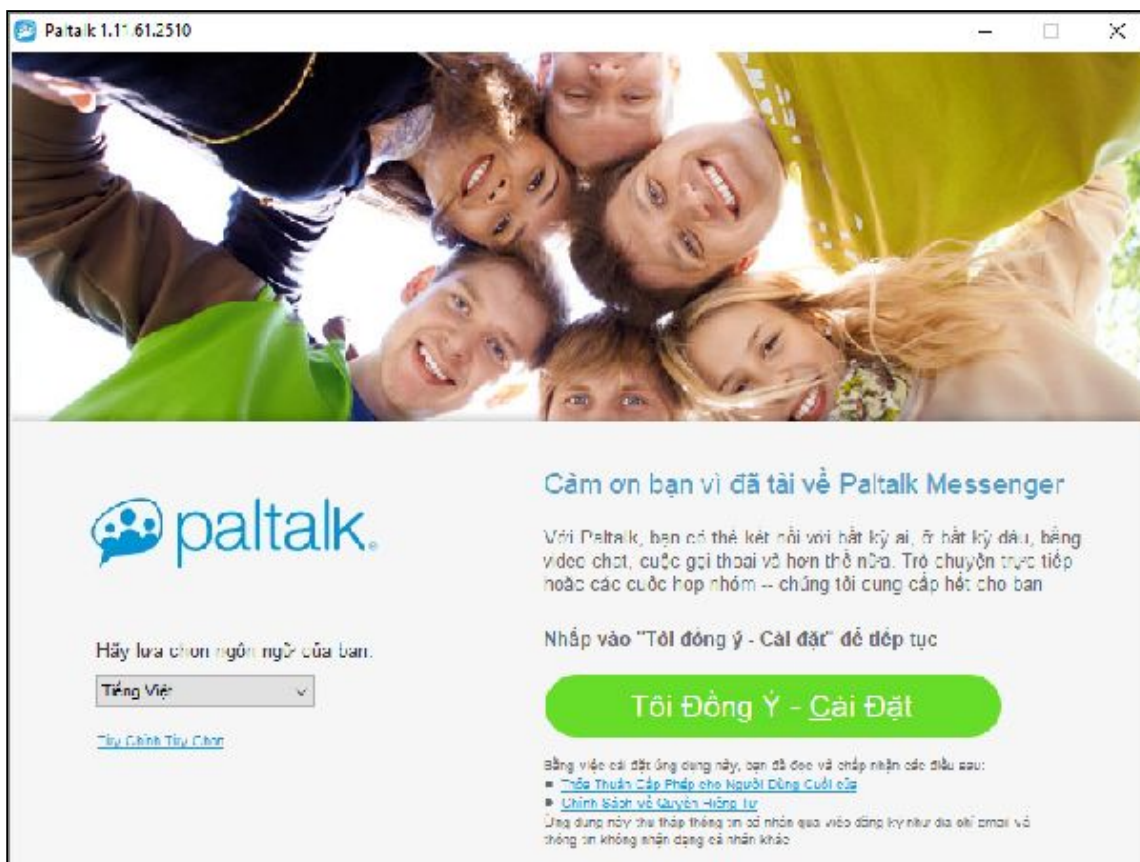 Paltalk 1.11.61.2510
paltalk
Cảm ơn bạn vì đã tải về Paltalk Messenger
Với Paltalk, bạn có thể kết nối với bất kỳ ai, ở bất kỳ đâu, bằng
video chat, cuộc gọi thoại và hơn thế nữa. Trò chuyện trực tiếp
hoặc các cuộc họp nhóm -- chúng tôi cung cấp hết cho bạn
Nhấp vào "Tôi đồng ý - Cài đặt" để tiếp tục
Hãy lựa chọn ngôn ngữ của bạn:
Tiếng Việt
Tùy Chỉnh Tùy Chọn
Tôi Đồng Ý - Cài Đặt
Bằng việc cài đặt ứng dụng này, bạn đã đọc và chấp nhận các điều sau:
Thỏa Thuận Cấp Phép cho Người Dùng Cuối của
Chính Sách về Quyền Riêng Tư
Ứng dụng này thu thập thông tin cá nhân qua việc đăng ký như địa chỉ email và
thông tin không nhận dạng cá nhân khác